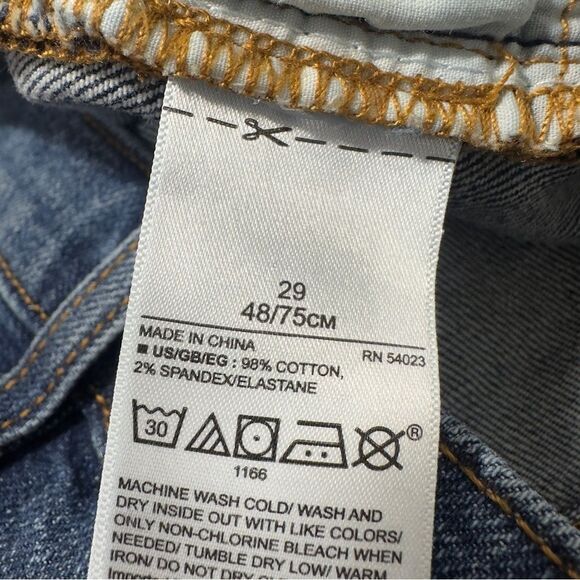 29
48/75CM
MADE IN CHINA RN 54023
■ US/GB/EG : 98% COTTON,
2% SPANDEX/ELASTANE
30 ®
1166
MACHINE WASH COLD/ WASH AND
DRY INSIDE OUT WITH LIKE COLORS/
ONLY NON-CHLORINE BLEACH WHEN
NEEDED/ TUMBLE DRY LOW/ WARM
IRON/ DO NOT DRY CLEAN